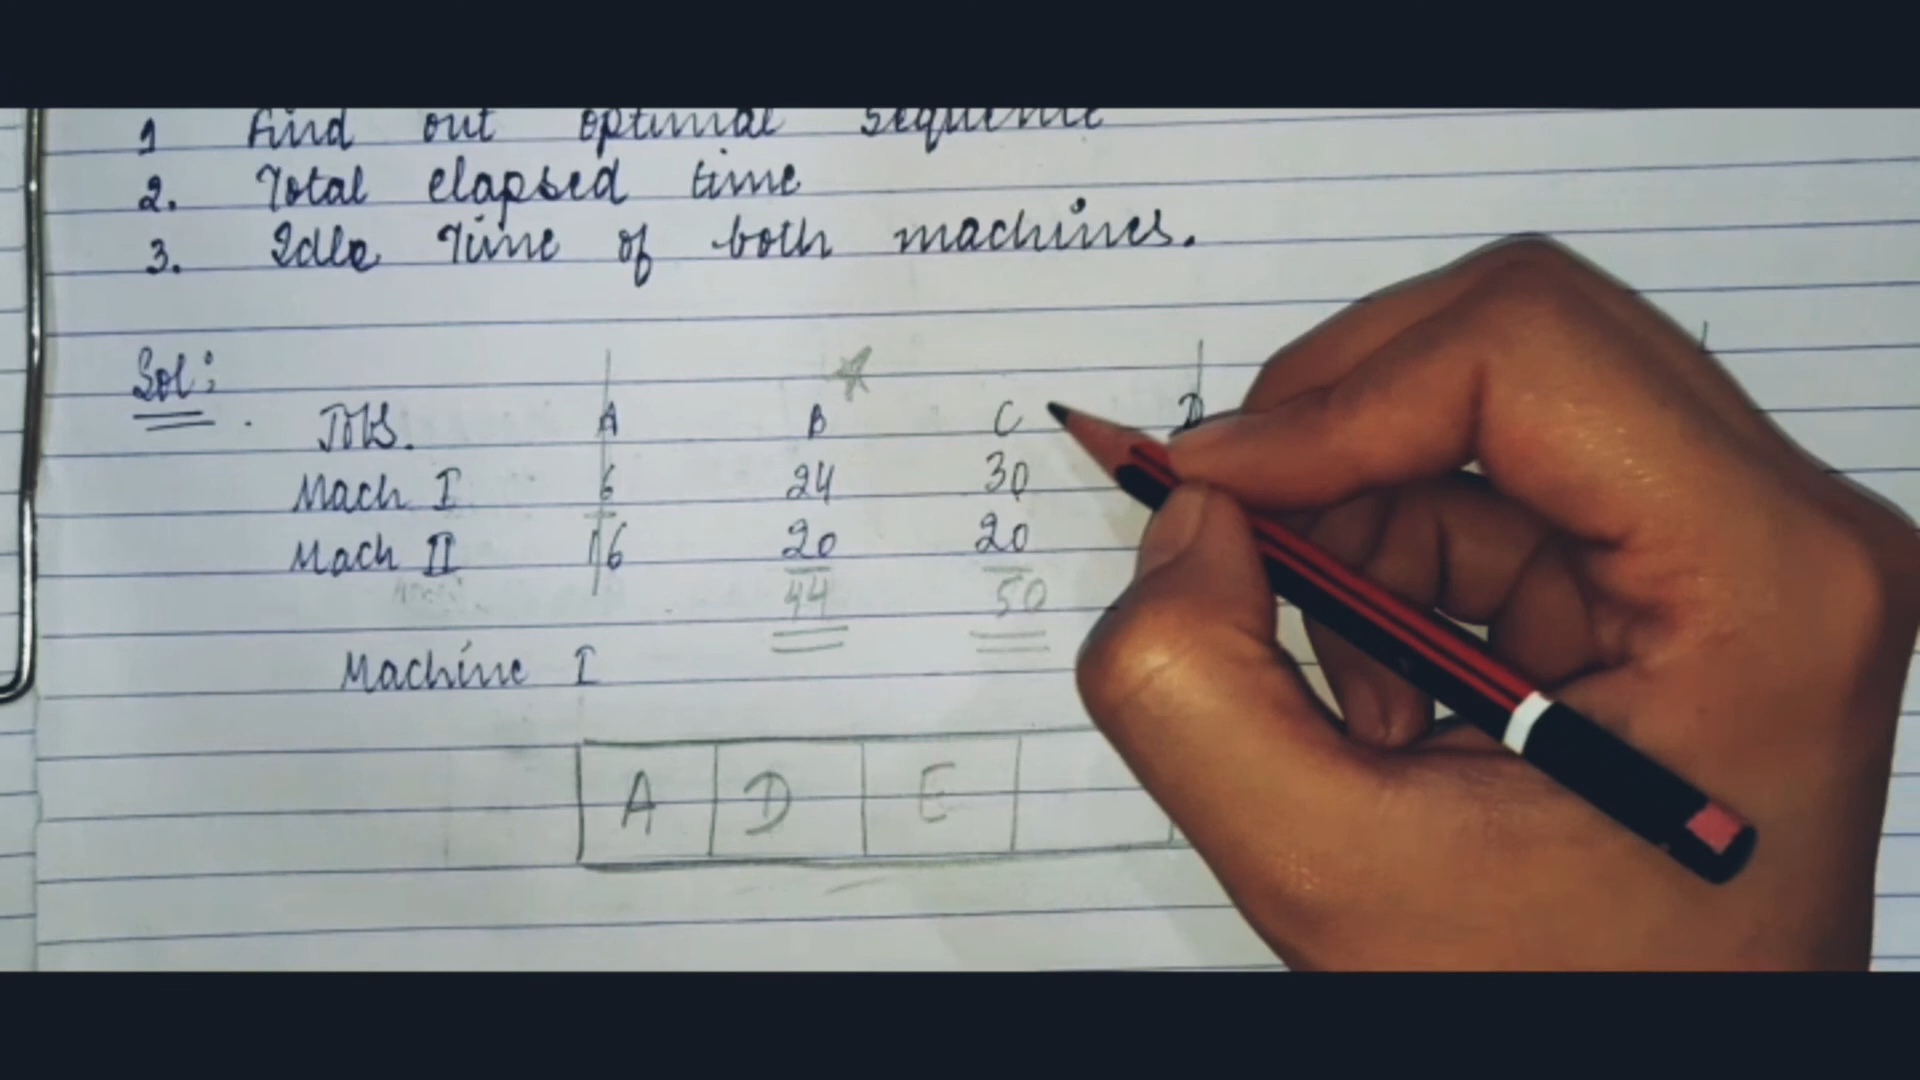 1 Find out optimal sequence
2. Total elapsed time
3. Idle Time of both machines.
Sol:
Jobs. A B C D
Mach I 6 24 30
Mach II 16 20 20
44 50
Machine I
A D E